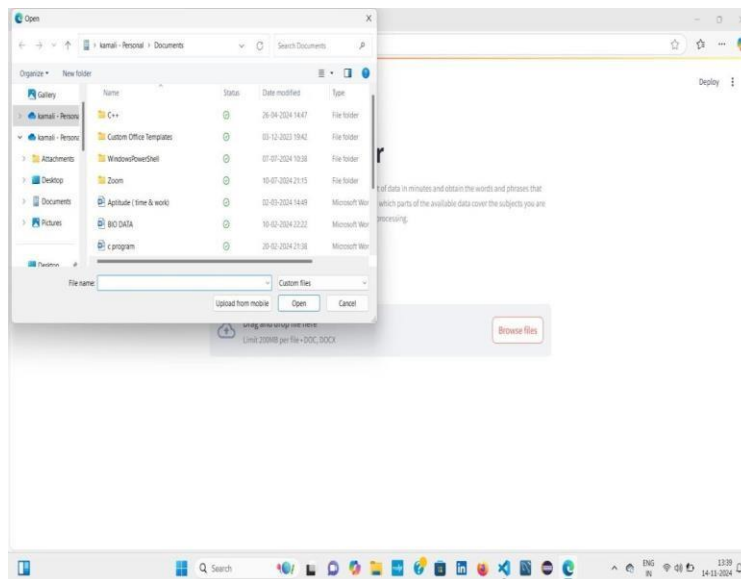 Open
kamali - Personal > Documents
Search Documents
Organize
New folder
Name
Status
Date modified
Type
Gallery
kamali - Persona
kamali - Persona
Attachments
Desktop
Documents
Pictures
Desktop
C++
26-04-2024 14:47
File folder
Custom Office Templates
03-12-2023 19:42
File folder
WindowsPowerShell
07-07-2024 10:38
File folder
Zoom
10-07-2024 21:15
File folder
Aptitude ( time & work)
02-03-2024 14:49
Microsoft Wor
BIO DATA
10-02-2024 22:22
Microsoft Wor
c program
20-02-2024 21:38
Microsoft Wor
File name:
Custom files
Upload from mobile
Open
Cancel
Deploy
r
t of data in minutes and obtain the words and phrases that
which parts of the available data cover the subjects you are
processing.
Drag and drop file here
Limit 200MB per file • DOC, DOCX
Browse files
Search
ENG
IN
13:39
14-11-2024